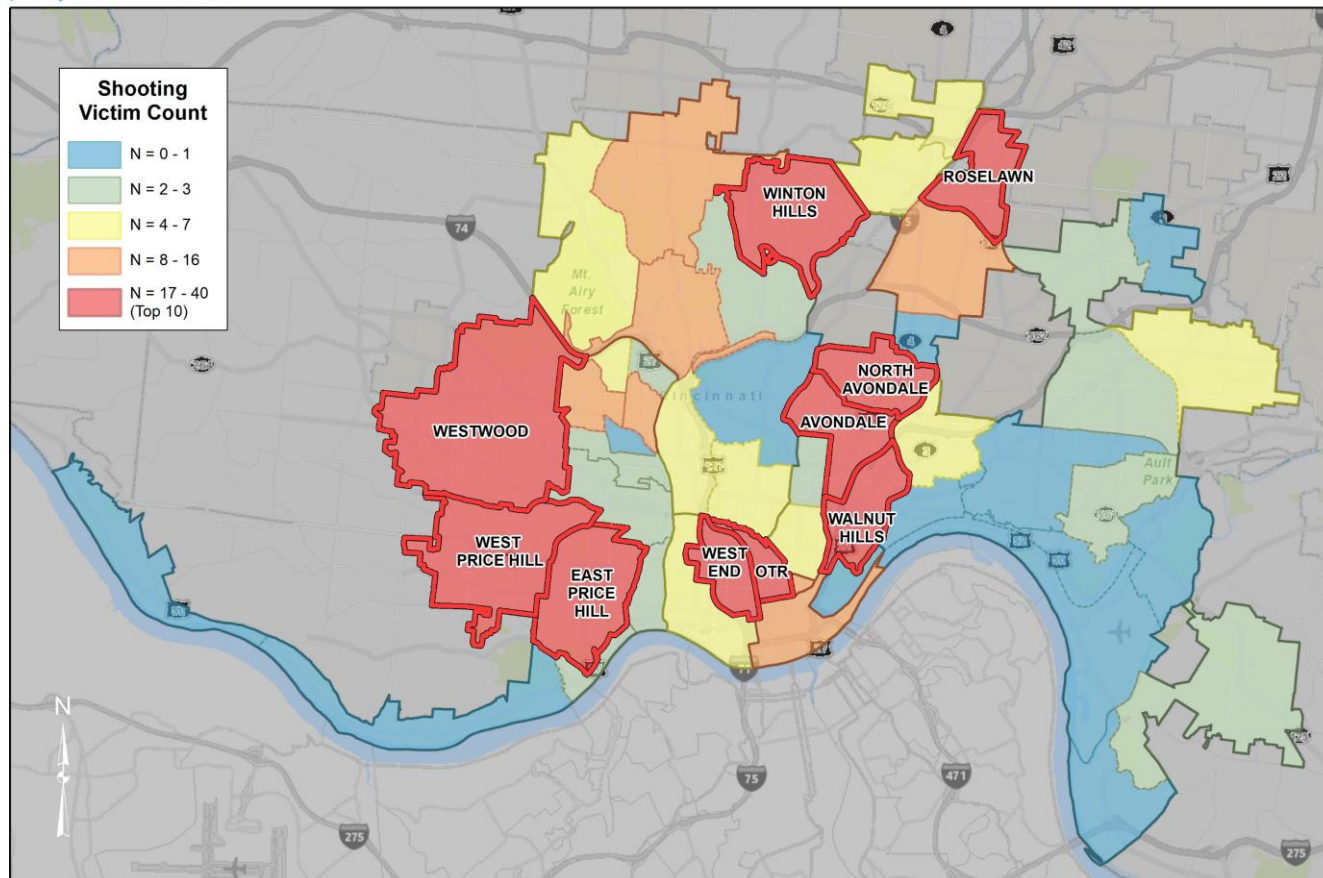 Shooting
Victim Count
N = 0 - 1
N = 2 - 3
N = 4 - 7
N = 8 - 16
N = 17 - 40
(Top 10)
ROSELAWN
WINTON
HILLS
74
Mt.
Airy
Forest
NORTH
AVONDALE
AVONDALE
WESTWOOD
Ault
Park
WALNUT
HILLS
WEST
PRICE HILL
EAST
PRICE
HILL
WEST
END
OTR
N
71
75
471
275
275